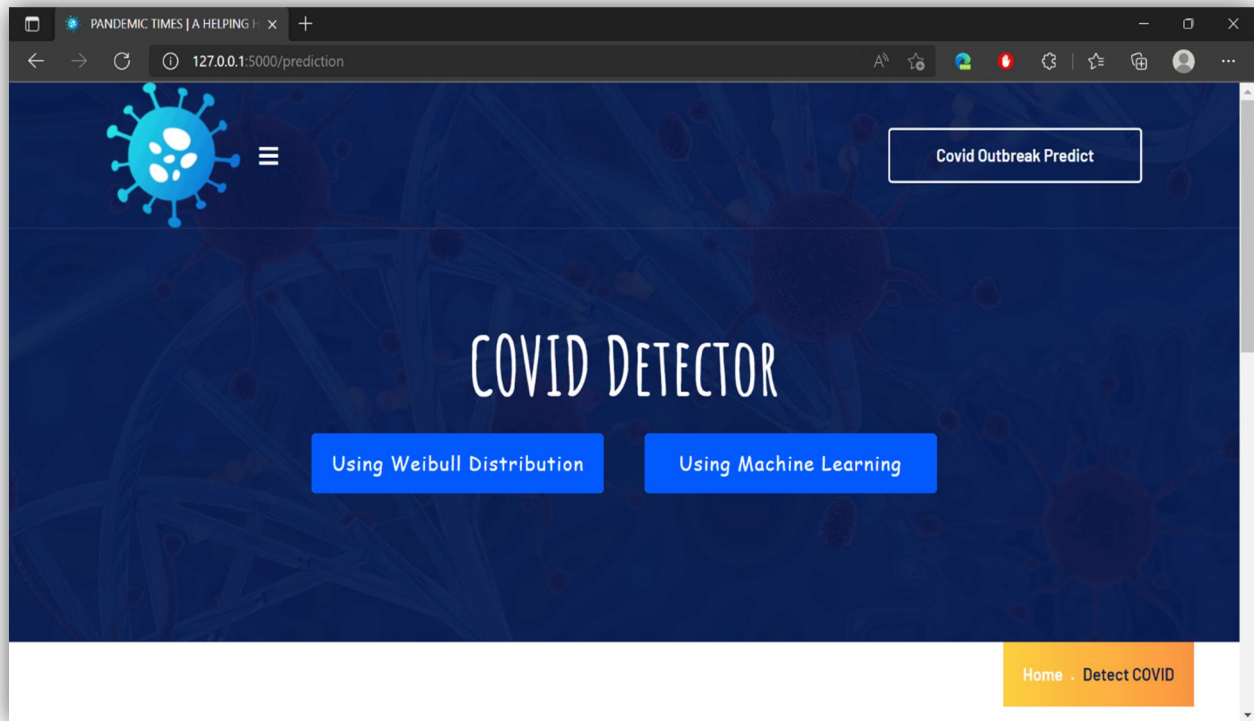 PANDEMIC TIMES | A HELPING H
127.0.0.1:5000/prediction
Covid Outbreak Predict
COVID DETECTOR
Using Weibull Distribution
Using Machine Learning
Home . Detect COVID